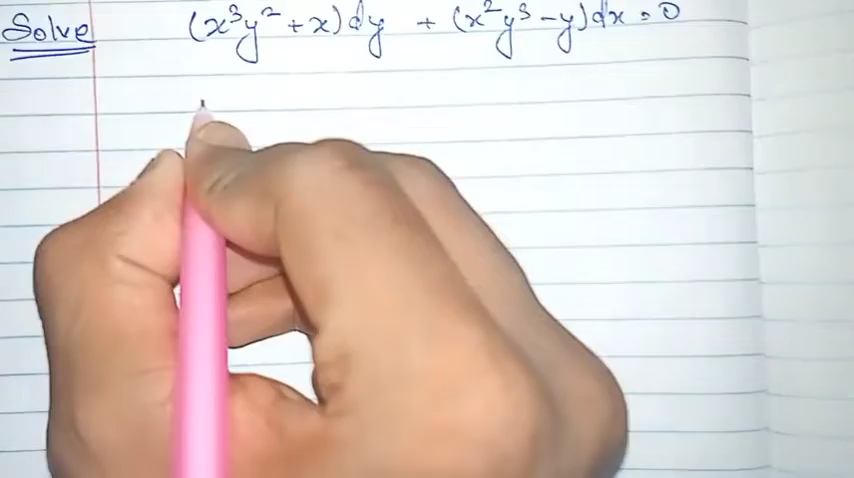 Solve (x³y² + x) dy + (x²y³ - y) dx = 0